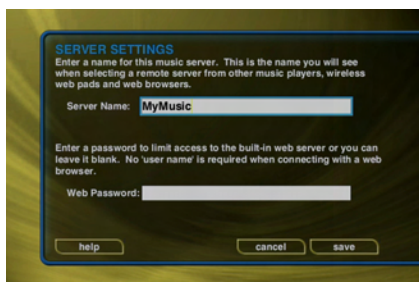 SERVER SETTINGS
Enter a name for this music server. This is the name you will see
when selecting a remote server from other music players, wireless
web pads and web browsers.
Server Name: MyMusic
Enter a password to limit access to the built-in web server or you can
leave it blank. No 'user name' is required when connecting with a web
browser.
Web Password:
help cancel save